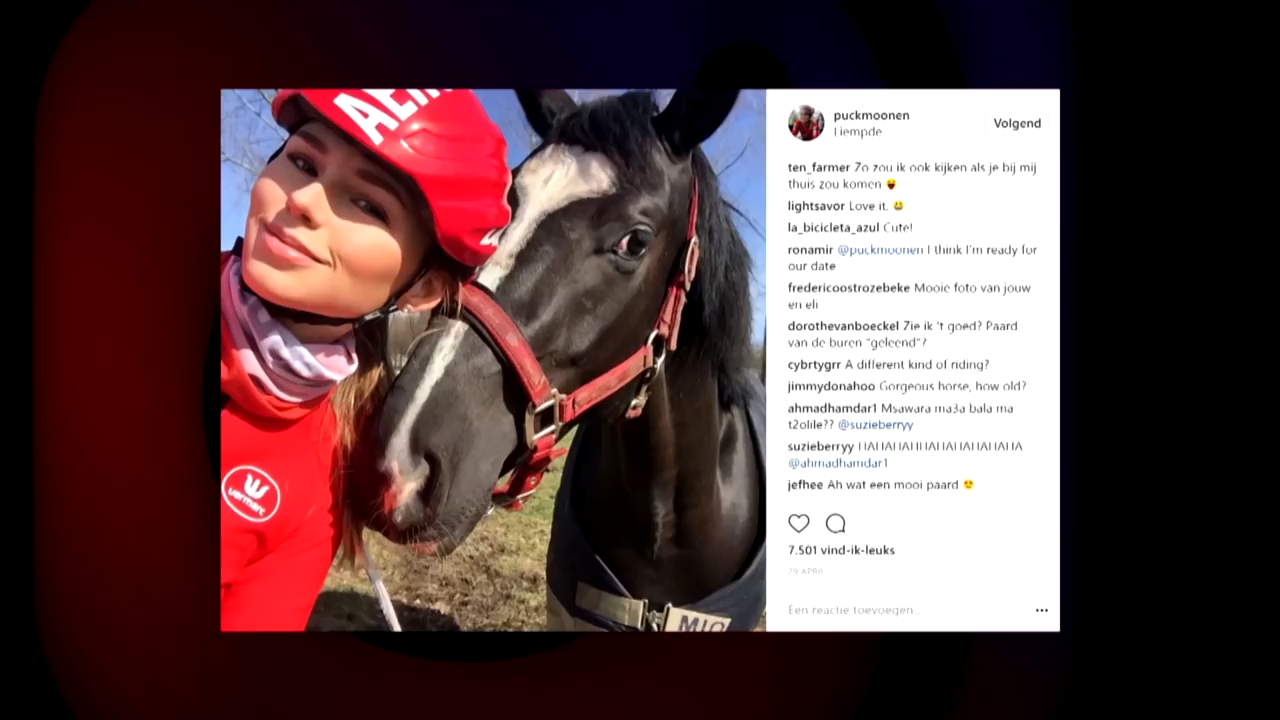 AER
vermarc
MIO
puckmoonen
Liempde
Volgend
ten_farmer Zo zou ik ook kijken als je bij mij
thuis zou komen 😝
lightsavor Love it. 😃
la_bicicleta_azul Cute!
ronamir @puckmoonen I think I'm ready for
our date
fredericoostrozebeke Mooie foto van jouw
en eli
dorothevanboeckel Zie ik 't goed? Paard
van de buren "geleend"?
cybrtygrr A different kind of riding?
jimmydonahoo Gorgeous horse, how old?
ahmadhamdar1 Msawara ma3a bala ma
t2olile?? @suzieberryy
suzieberryy HAHAHAHHAHAHAHAHAHA
@ahmadhamdar1
jefhee Ah wat een mooi paard 😍
7.501 vind-ik-leuks
29 APRIL
Een reactie toevoegen...